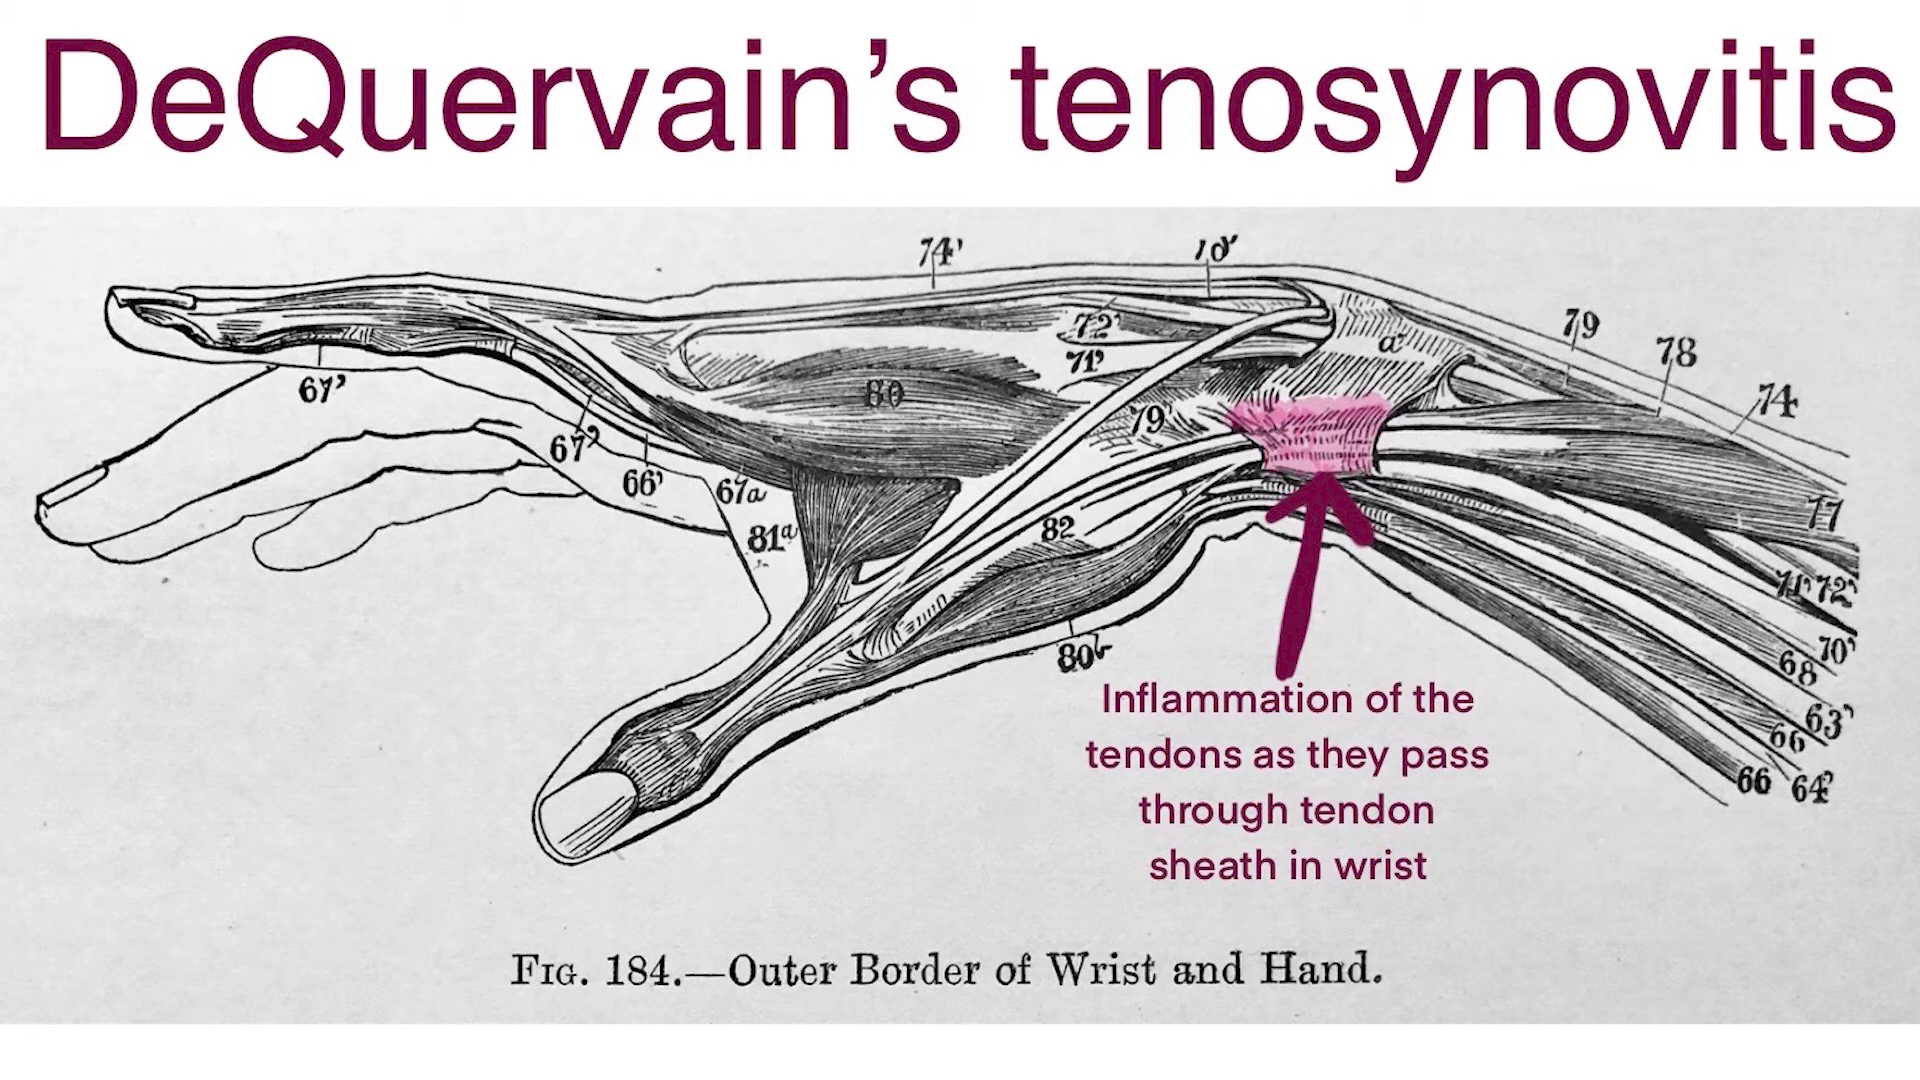 DeQuervain’s tenosynovitis
74'
10'
79
78
74
72'
71'
a
67'
80
79'
67'
66'
67a
81a
82
77
71' 72'
80b
70'
68
63'
66
66
64'
Inflammation of the
tendons as they pass
through tendon
sheath in wrist
FIG. 184.—Outer Border of Wrist and Hand.